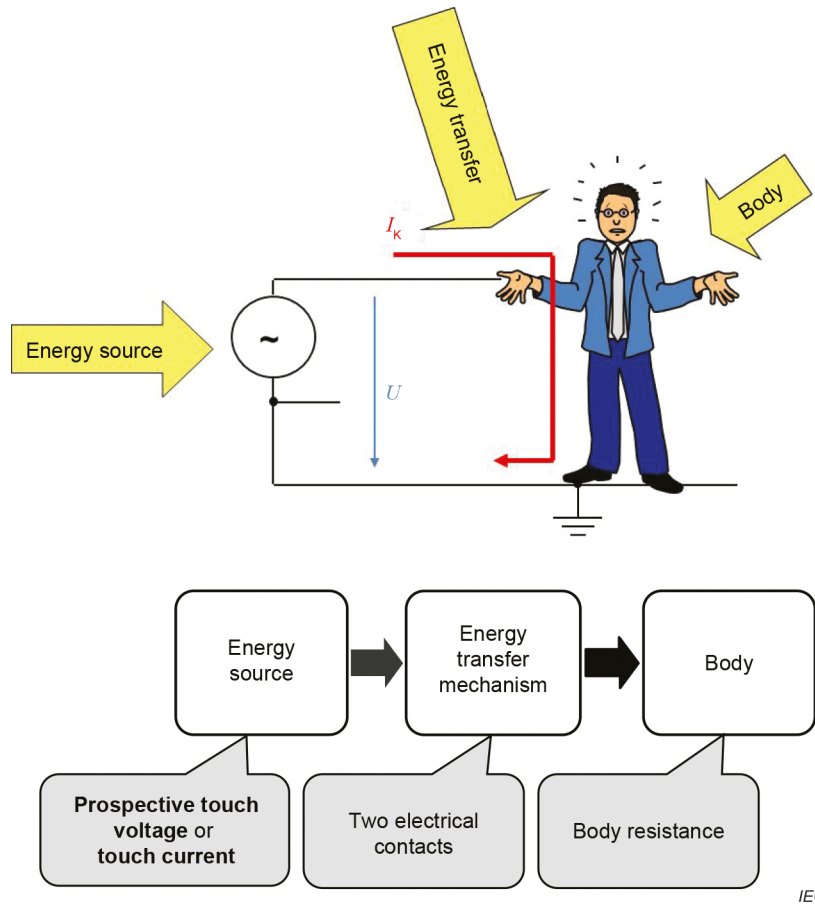 Energy transfer
Body
I_K
~
Energy source
U
Energy
source
Energy
transfer
mechanism
Body
Prospective touch
voltage or
touch current
Two electrical
contacts
Body resistance